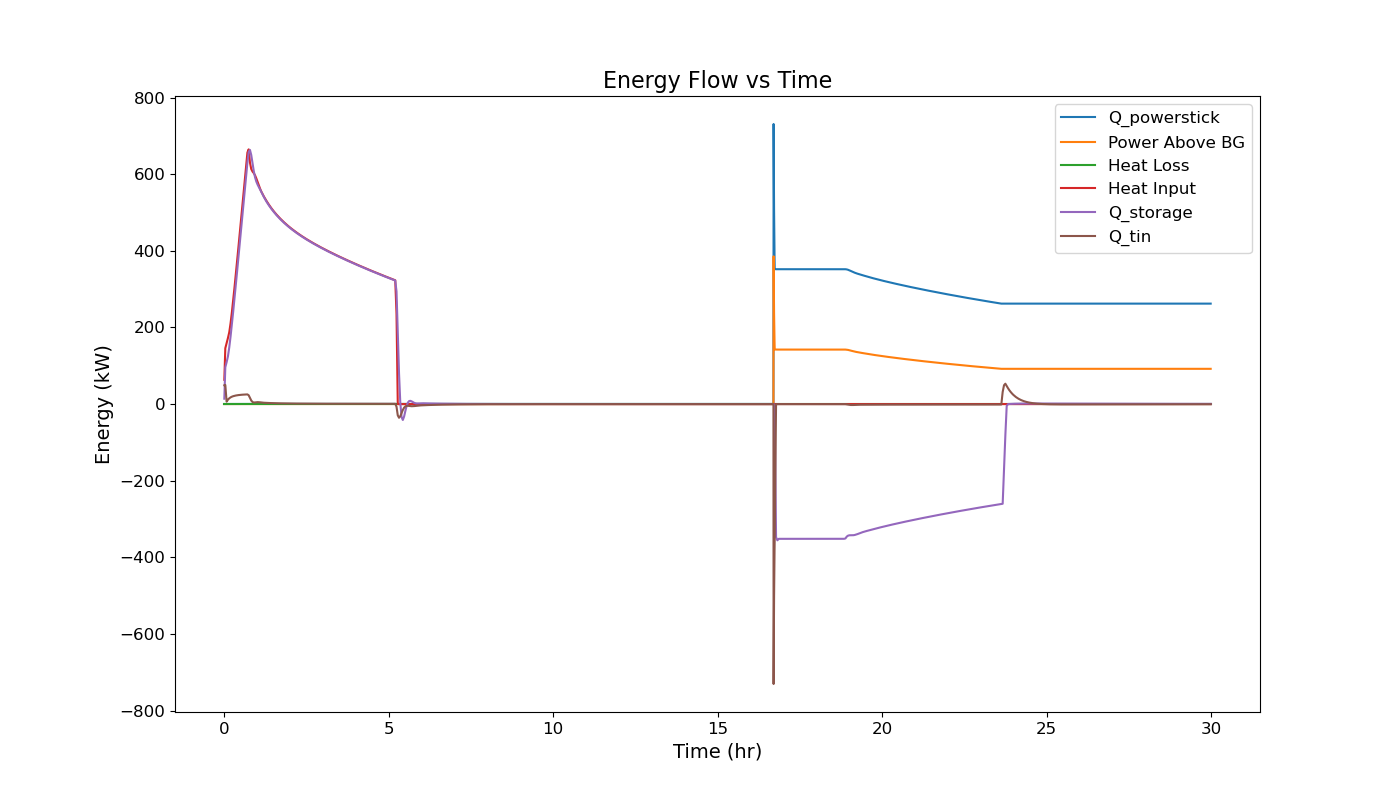 Energy Flow vs Time
Energy (kW)
800
600
400
200
0
−200
−400
−600
−800
Q_powerstick
Power Above BG
Heat Loss
Heat Input
Q_storage
Q_tin
0 5 10 15 20 25 30
Time (hr)